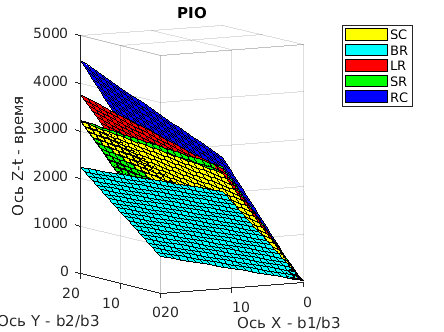 PIO
SC
BR
LR
SR
RC
5000
4000
3000
2000
1000
0
Ось Z-t - время
20
10
020
10
0
Ось Y - b2/b3
Ось X - b1/b3